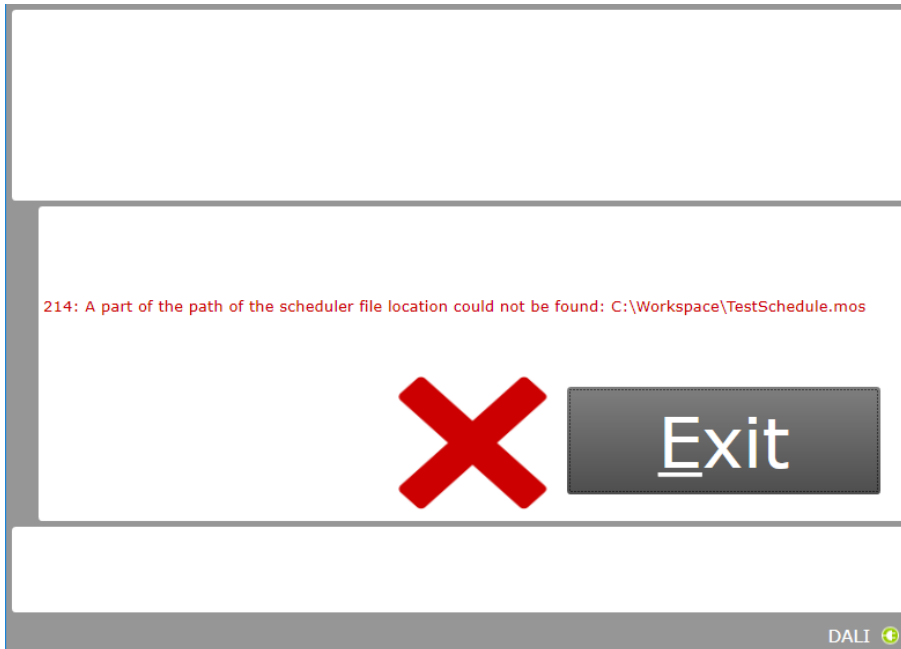 214: A part of the path of the scheduler file location could not be found: C:\Workspace\TestSchedule.mos
Exit
DALI